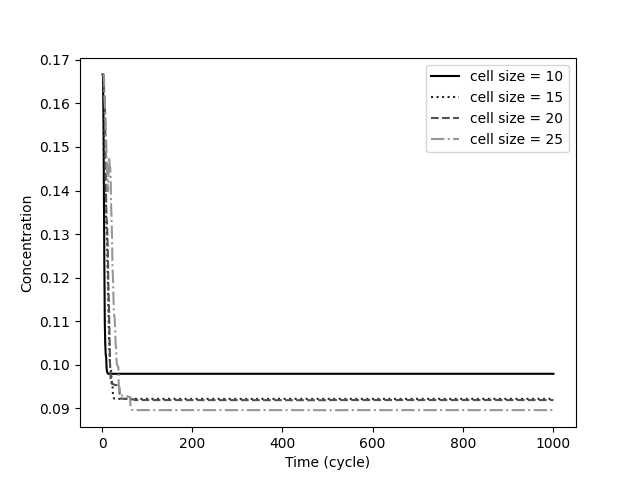 0.17
0.16
0.15
0.14
0.13
0.12
0.11
0.10
0.09
Concentration
0
200
400
600
800
1000
Time (cycle)
cell size = 10
cell size = 15
cell size = 20
cell size = 25